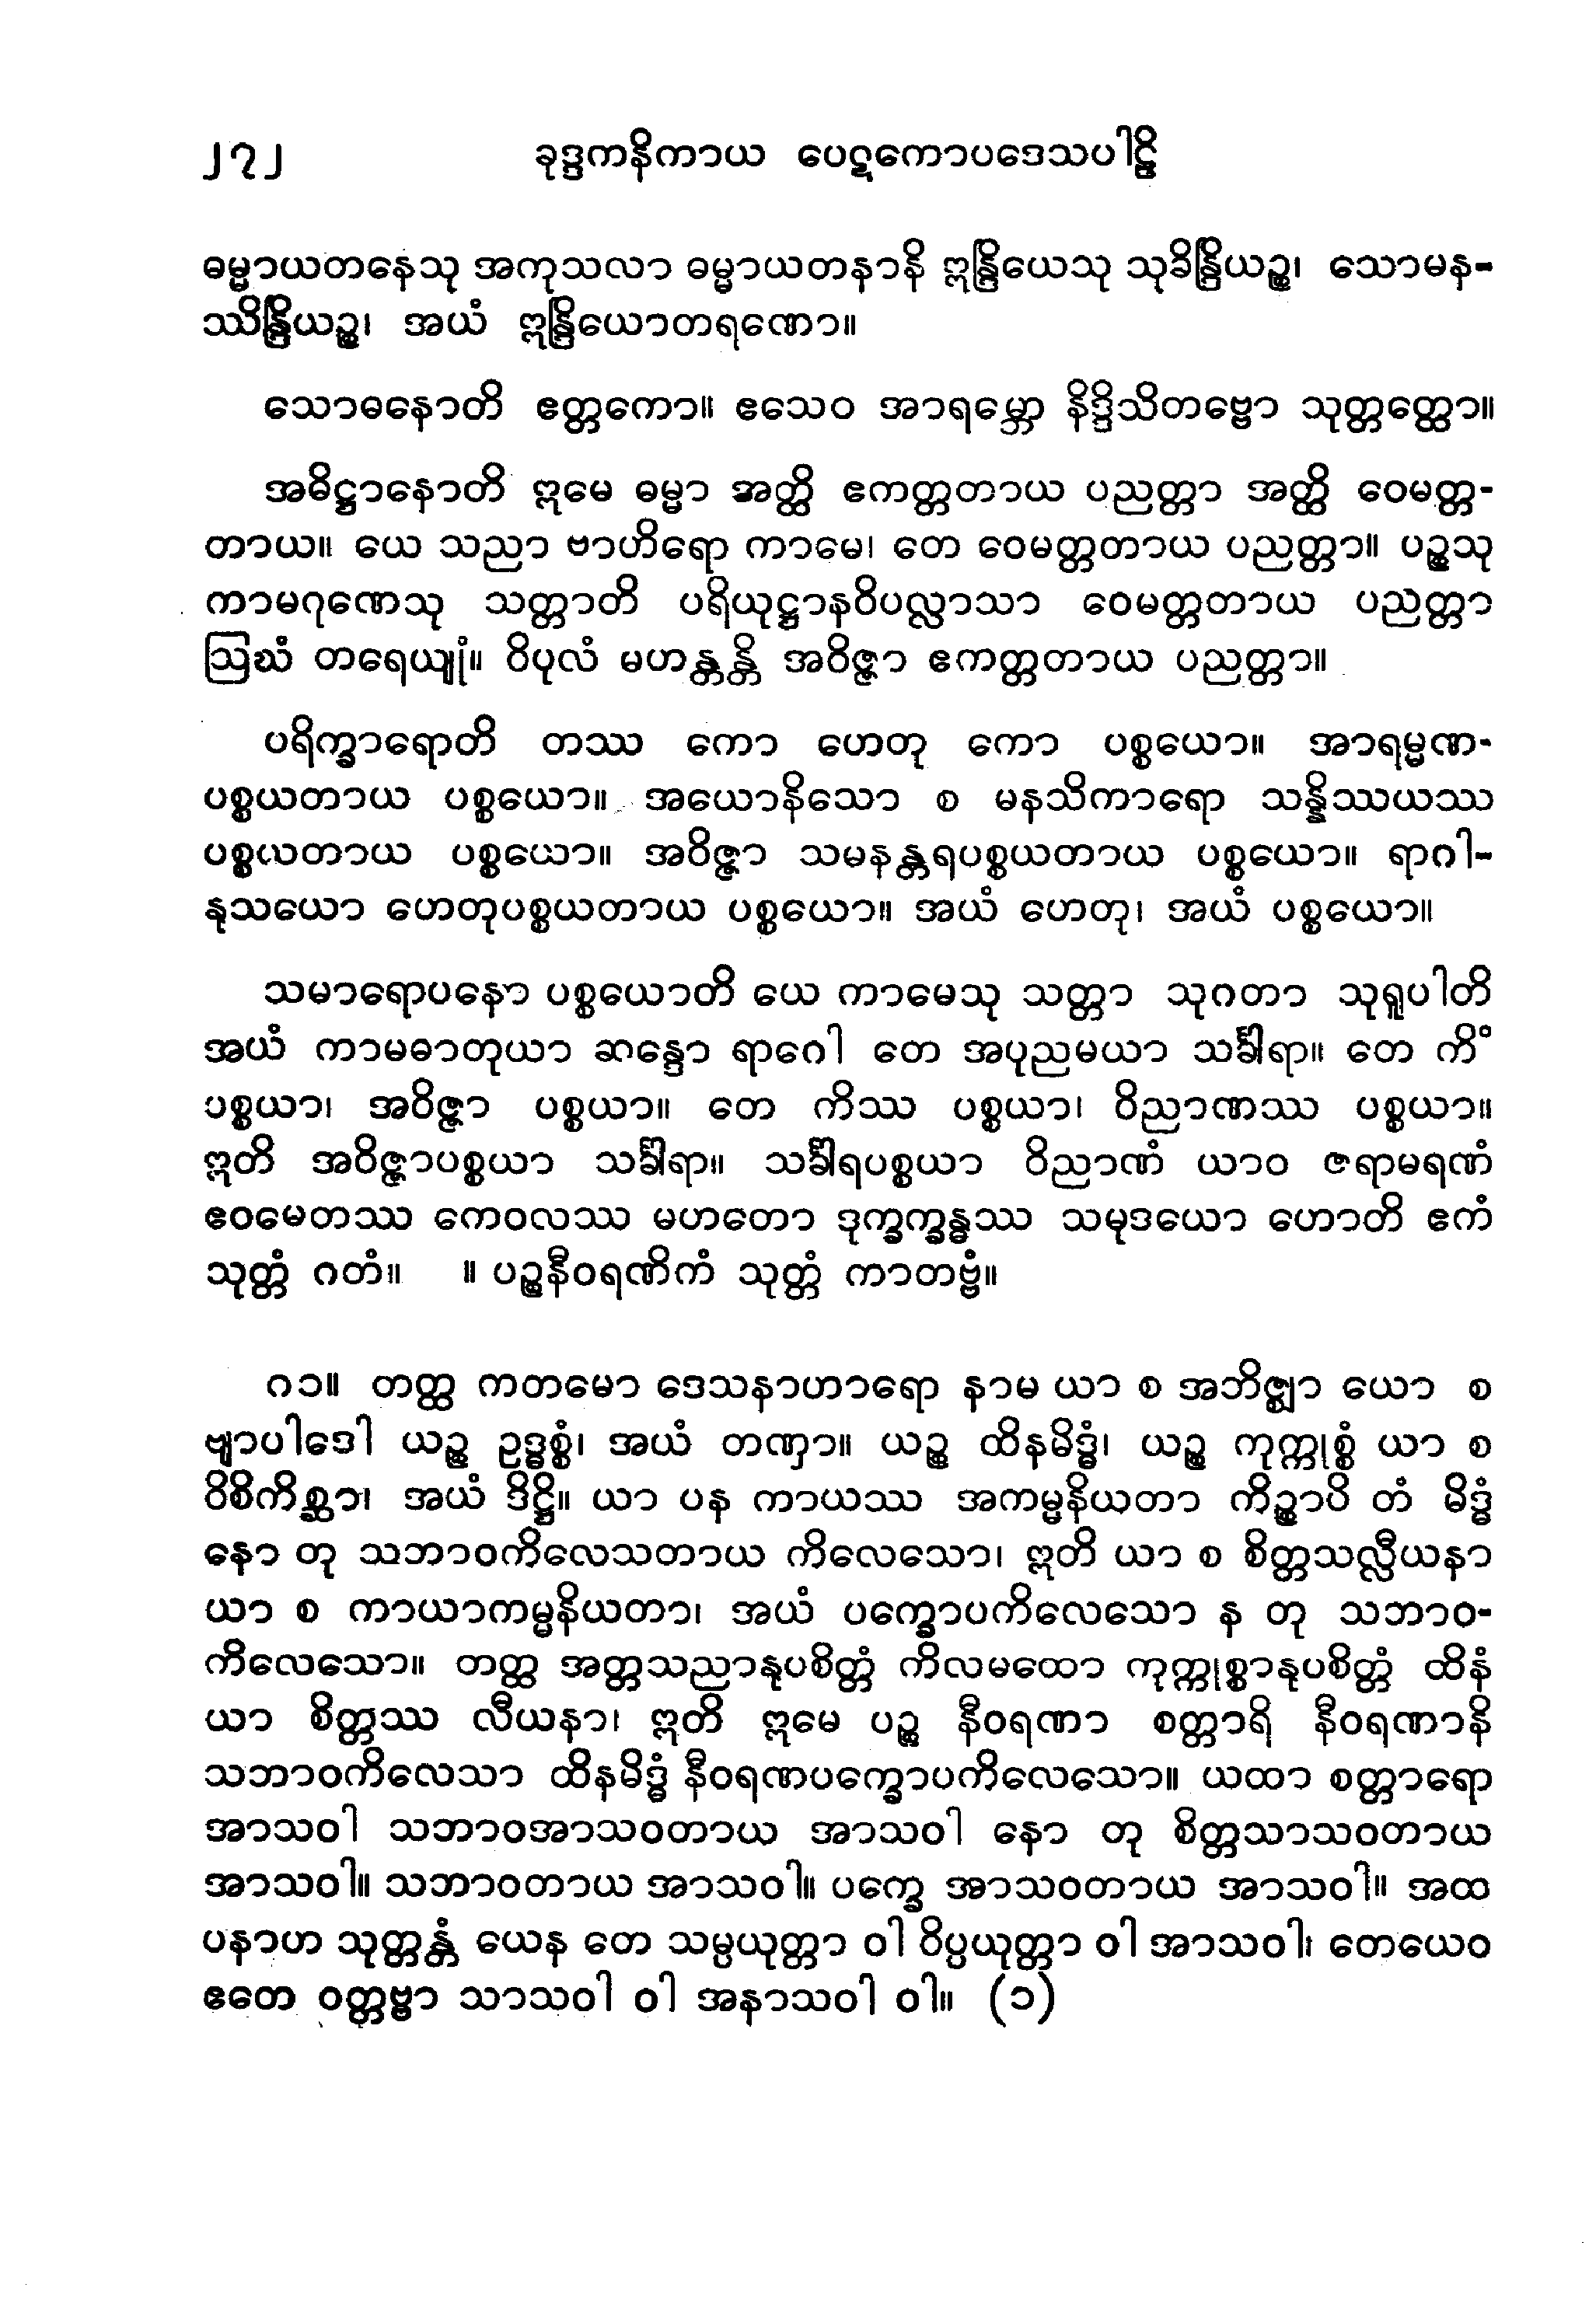 ၂၇၂ ခုဒ္ဒကနိကာယ ပေဋကောပဒေသပါဠိ
ဓမ္မာယတနေသု အကုသလာ ဓမ္မာယတနာနိ ဣန္ဒြိယေသု သုခိန္ဒြိယဉ္စ၊ သောမန-
ဿိန္ဒြိယဉ္စ၊ အယံ ဣန္ဒြိယောတရဏော။
သောဓနောတိ ဧတ္တကော။ ဧသေဝ အာရမ္ဘော နိဒ္ဒိသိတဗ္ဗော သုတ္တတ္ထော။
အဓိဋ္ဌာနောတိ ဣမေ ဓမ္မာ အတ္ထိ ဧကတ္တတာယ ပညတ္တာ အတ္ထိ ဝေမတ္တ-
တာယ။ ယေ သညာ ဗာဟိရော ကာမေ၊ တေ ဝေမတ္တတာယ ပညတ္တာ။ ပဉ္စသု
ကာမဂုဏေသု သတ္တာတိ ပရိယုဋ္ဌာနဝိပလ္လာသာ ဝေမတ္တတာယ ပညတ္တာ
ဩဃံ တရေယျုံ။ ဝိပုလံ မဟန္တန္တိ အဝိဇ္ဇာ ဧကတ္တတာယ ပညတ္တာ။
ပရိက္ခာရောတိ တဿ ကော ဟေတု ကော ပစ္စယော။ အာရမ္မဏ-
ပစ္စယတာယ ပစ္စယော။ အယောနိသော စ မနသိကာရော သန္နိဿယဿ
ပစ္စယတာယ ပစ္စယော။ အဝိဇ္ဇာ သမနန္တရပစ္စယတာယ ပစ္စယော။ ရာဂါ-
နုသယော ဟေတုပစ္စယတာယ ပစ္စယော။ အယံ ဟေတု၊ အယံ ပစ္စယော။
သမာရောပနော ပစ္စယောတိ ယေ ကာမေသု သတ္တာ သုဂတာ သုရူပါတိ
အယံ ကာမဓာတုယာ ဆန္ဒော ရာဂေါ တေ အပုညမယာ သင်္ခါရာ။ တေ ကိံ
ပစ္စယာ၊ အဝိဇ္ဇာ ပစ္စယာ။ တေ ကိဿ ပစ္စယာ၊ ဝိညာဏဿ ပစ္စယာ။
ဣတိ အဝိဇ္ဇာပစ္စယာ သင်္ခါရာ။ သင်္ခါရပစ္စယာ ဝိညာဏံ ယာဝ ဇရာမရဏံ
ဧဝမေတဿ ကေဝလဿ မဟတော ဒုက္ခက္ခန္ဓဿ သမုဒယော ဟောတိ ဧကံ
သုတ္တံ ဂတံ။ ။ ပဉ္စနီဝရဏိကံ သုတ္တံ ကာတဗ္ဗံ။
ဂ၁။ တတ္ထ ကတမော ဒေသနာဟာရော နာမ ယာ စ အဘိဇ္ဈာ ယော စ
ဗျာပါဒေါ ယဉ္စ ဥဒ္ဓစ္စံ၊ အယံ တဏှာ။ ယဉ္စ ထိနမိဒ္ဓံ၊ ယဉ္စ ကုက္ကုစ္စံ ယာ စ
ဝိစိကိစ္ဆာ၊ အယံ ဒိဋ္ဌိ။ ယာ ပန ကာယဿ အကမ္မနိယတာ ကိဉ္စာပိ တံ မိဒ္ဓံ
နော တု သဘာဝကိလေသတာယ ကိလေသော၊ ဣတိ ယာ စ စိတ္တသလ္လီယနာ
ယာ စ ကာယာကမ္မနိယတာ၊ အယံ ပက္ခောပကိလေသော န တု သဘာဝ-
ကိလေသော။ တတ္ထ အတ္တသညာနုပစိတ္တံ ကိလမထော ကုက္ကုစ္စာနုပစိတ္တံ ထိနံ
ယာ စိတ္တဿ လီယနာ၊ ဣတိ ဣမေ ပဉ္စ နီဝရဏာ စတ္တာရိ နီဝရဏာနိ
သဘာဝကိလေသာ ထိနမိဒ္ဓံ နီဝရဏပက္ခောပကိလေသော။ ယထာ စတ္တာရော
အာသဝါ သဘာဝအာသဝတာယ အာသဝါ နော တု စိတ္တသာသဝတာယ
အာသဝါ။ သဘာဝတာယ အာသဝါ။ ပက္ခေ အာသဝတာယ အာသဝါ။ အထ
ပနာဟ သုတ္တန္တံ ယေန တေ သမ္ပယုတ္တာ ဝါ ဝိပ္ပယုတ္တာ ဝါ အာသဝါ၊ တေယေဝ
ဧတေ ဝတ္တဗ္ဗာ သာသဝါ ဝါ အနာသဝါ ဝါ။ (၁)